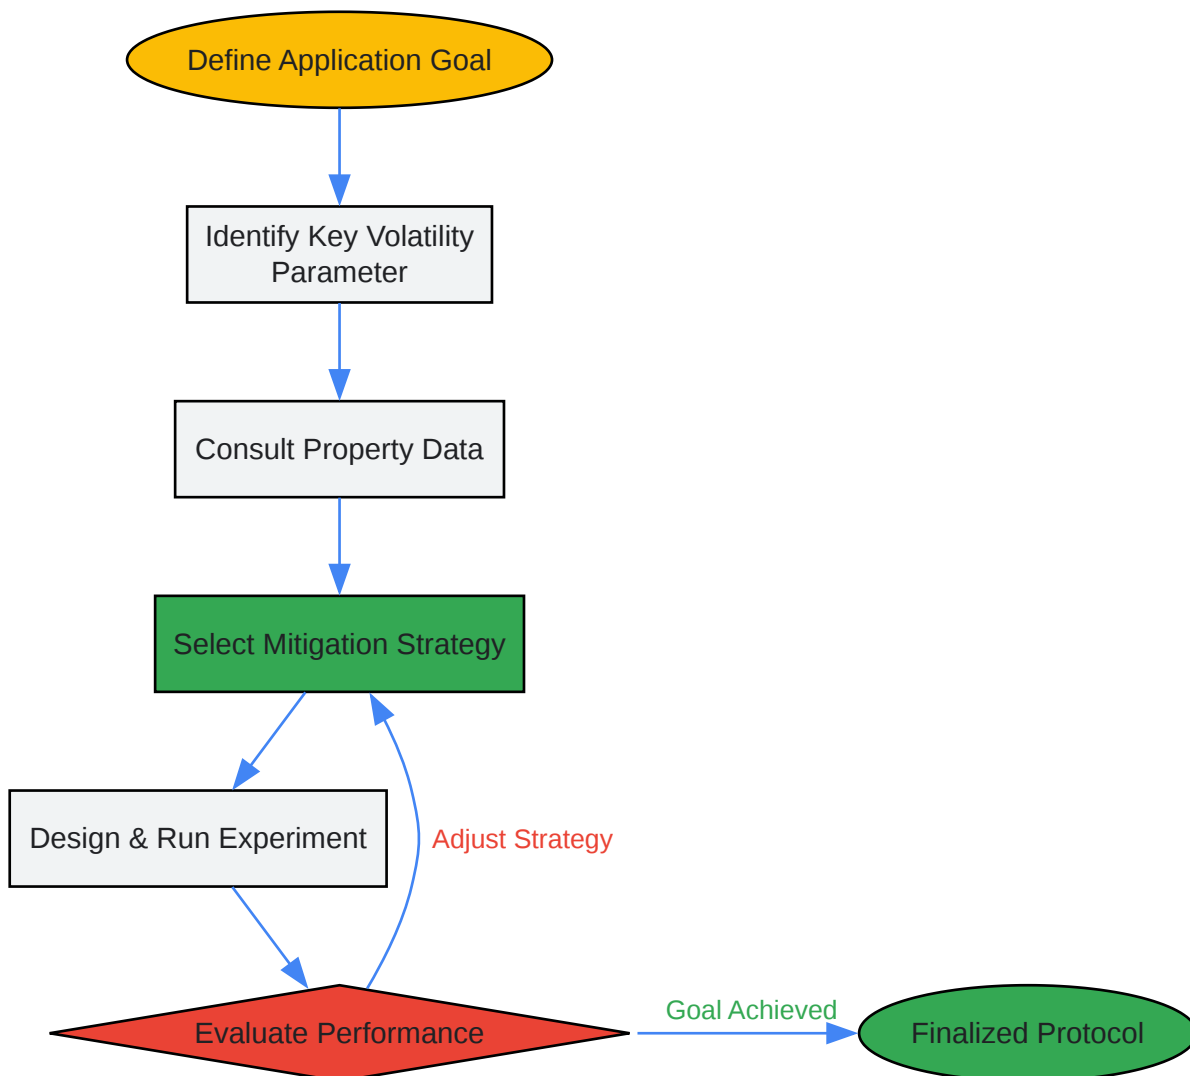 Define Application Goal
Identify Key Volatility
Parameter
Consult Property Data
Select Mitigation Strategy
Design & Run Experiment
Adjust Strategy
Evaluate Performance
Goal Achieved
Finalized Protocol